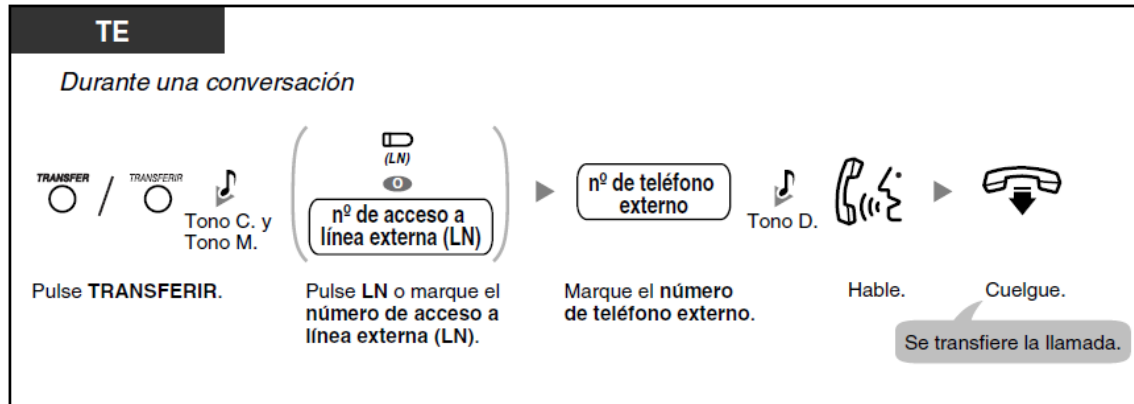 TE
Durante una conversación
TRANSFER
/
TRANSFERIR
Tono C. y
Tono M.
(LN)
0
nº de acceso a
línea externa (LN)
nº de teléfono
externo
Tono D.
Pulse TRANSFERIR.
Pulse LN o marque el
número de acceso a
línea externa (LN).
Marque el número
de teléfono externo.
Hable.
Cuelgue.
Se transfiere la llamada.